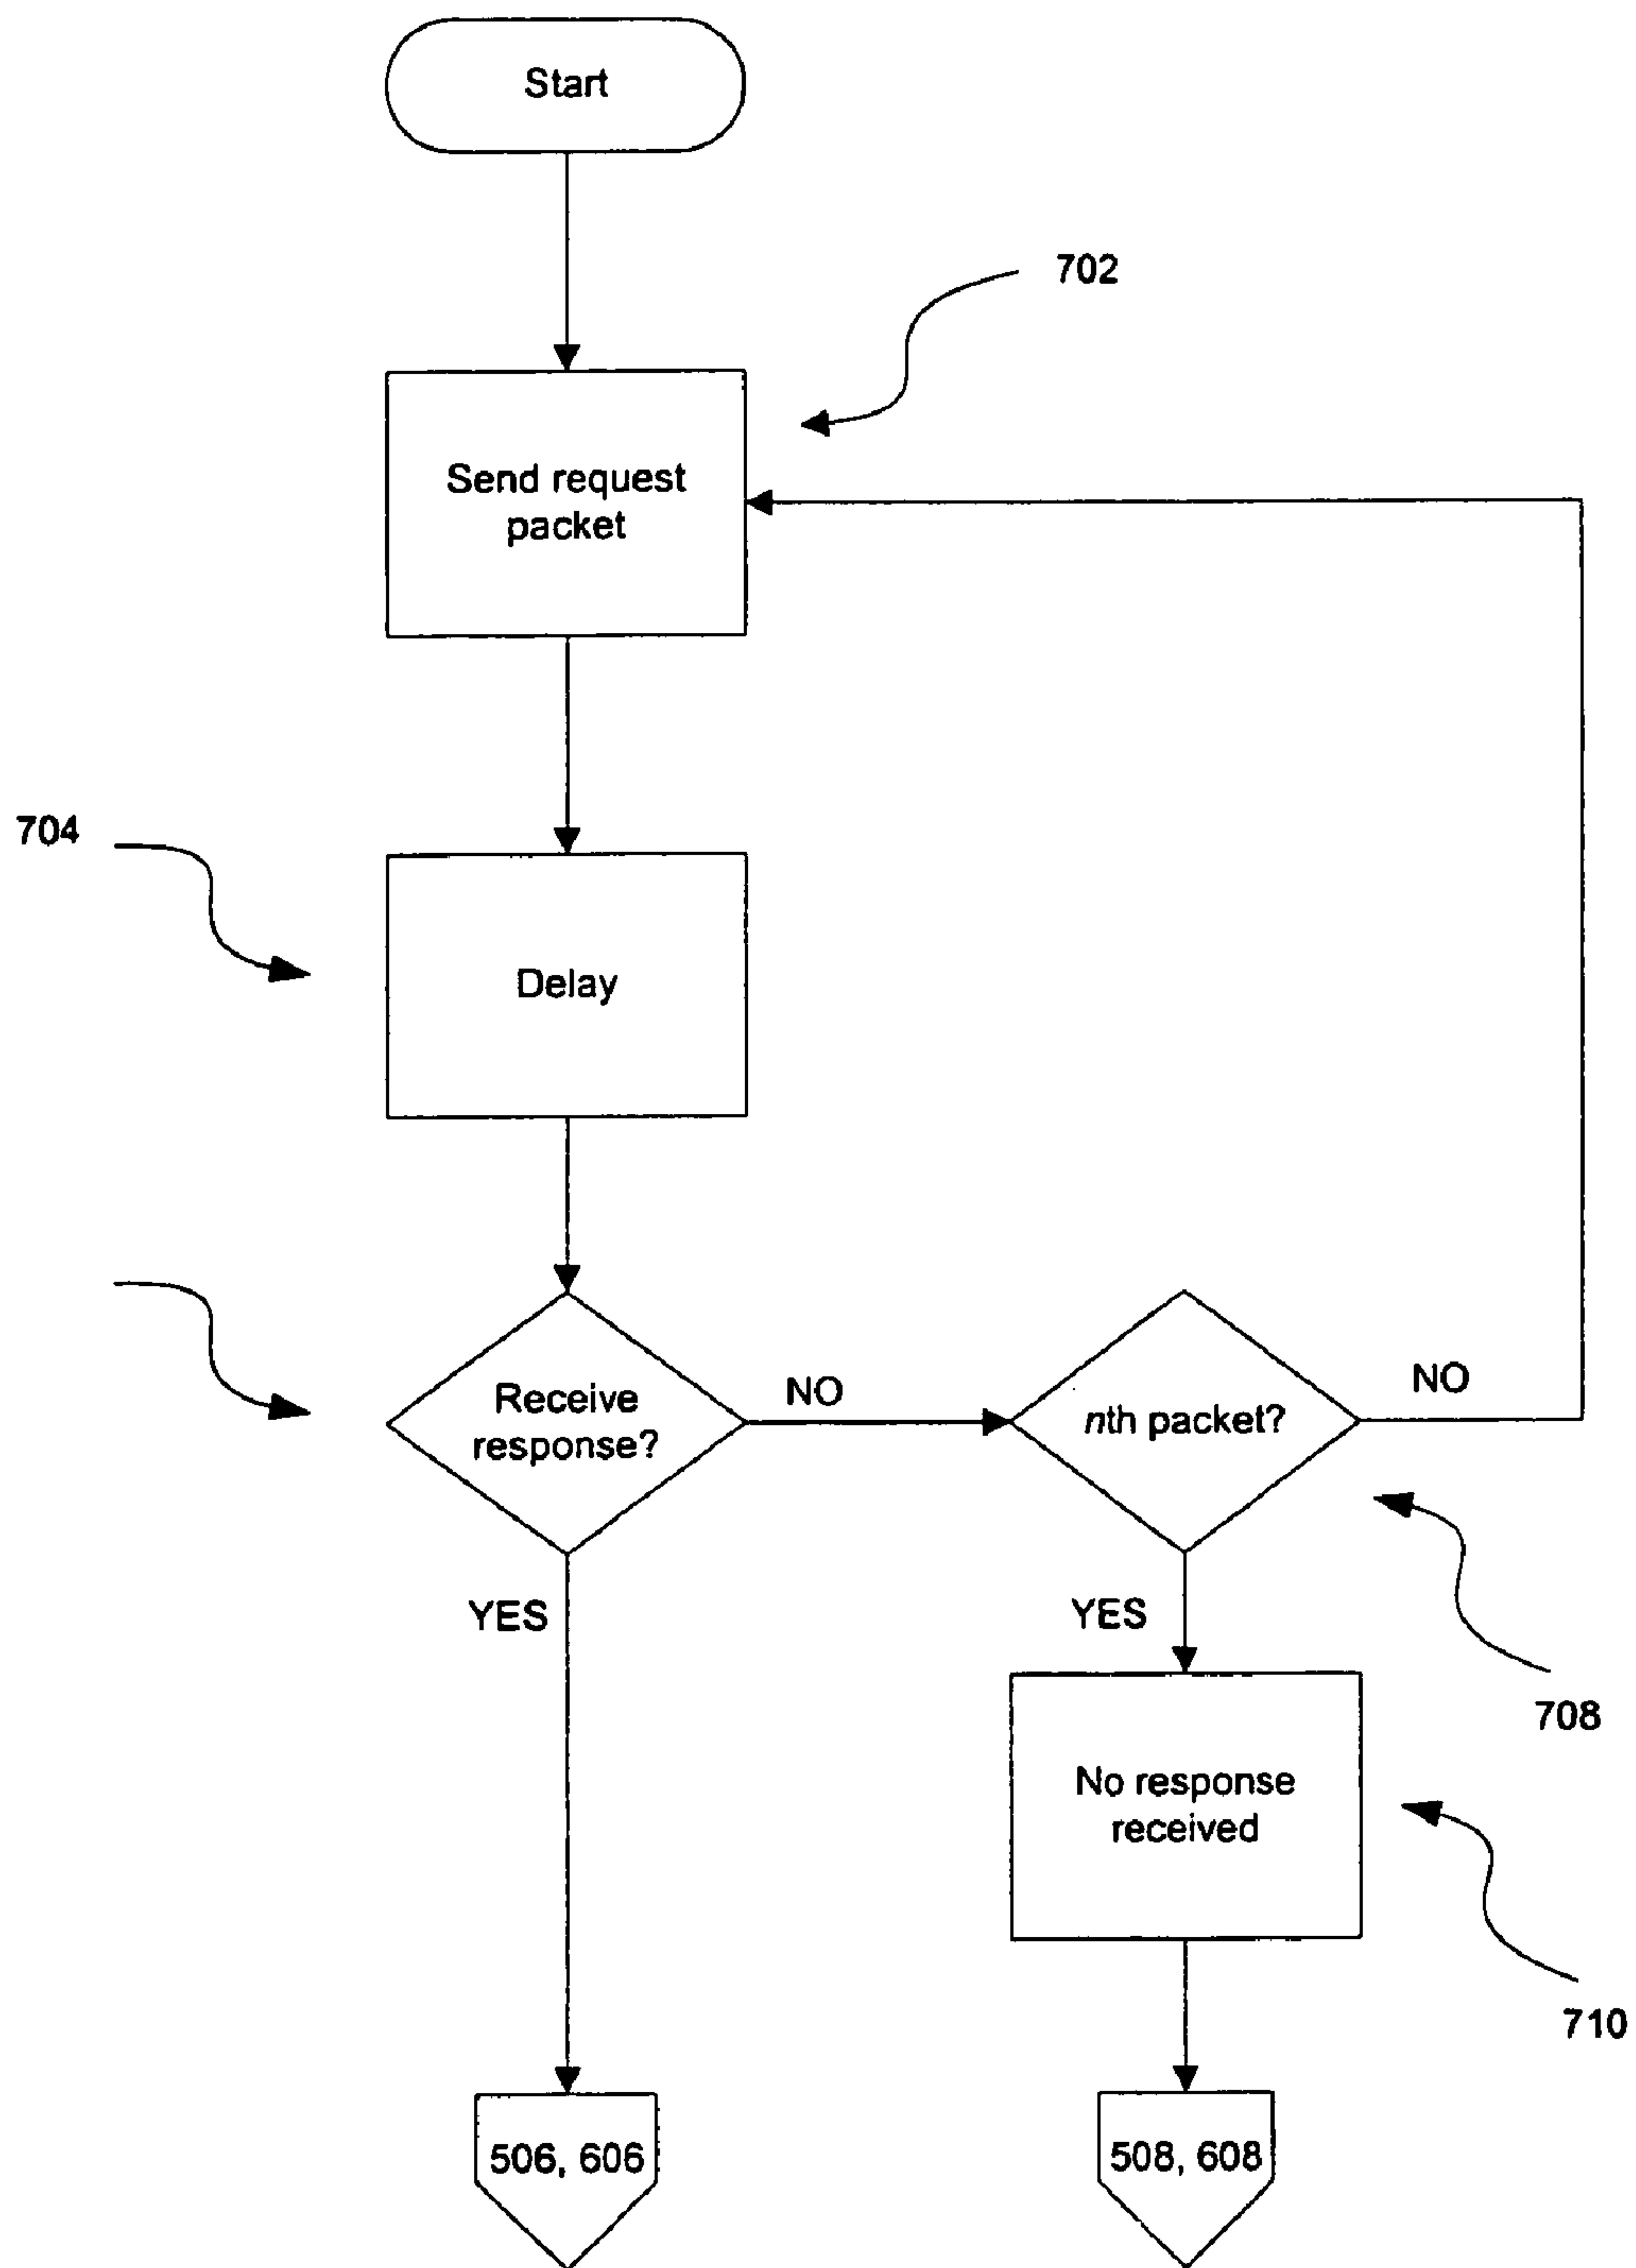 Start
702
Send request
packet
704
Delay
Receive
response?
NO
nth packet?
NO
YES
YES
708
No response
received
710
506, 606
508, 608